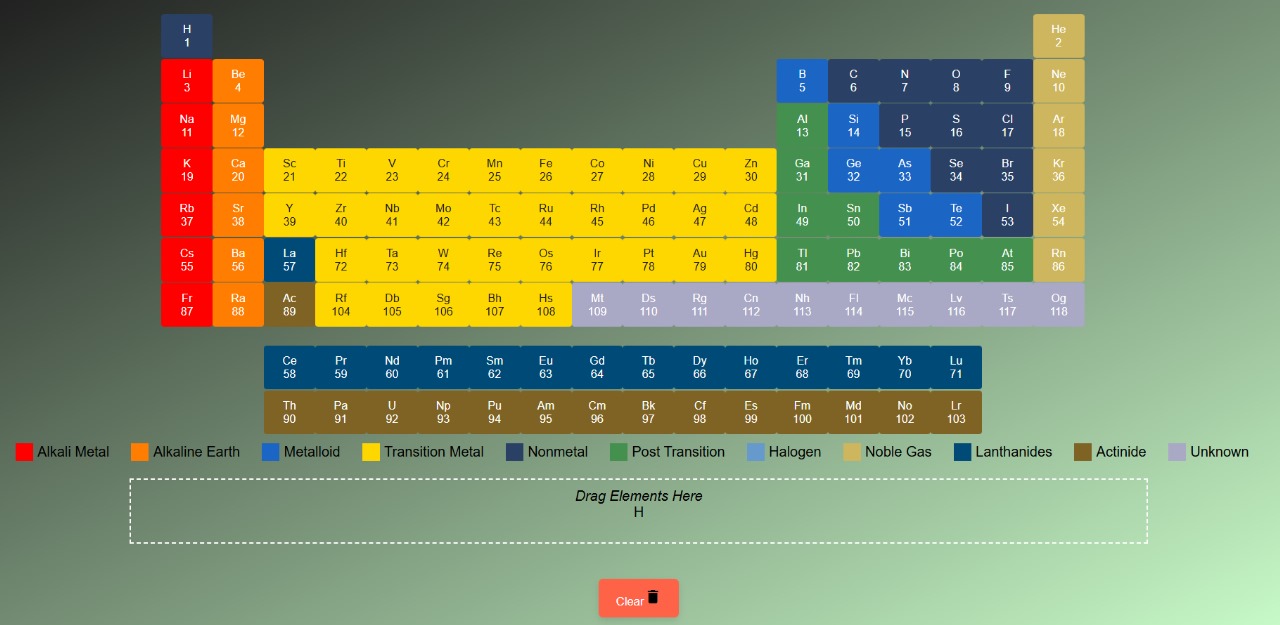 H He
1 2
Li Be B C N O F Ne
3 4 5 6 7 8 9 10
Na Mg Al Si P S Cl Ar
11 12 13 14 15 16 17 18
K Ca Sc Ti V Cr Mn Fe Co Ni Cu Zn Ga Ge As Se Br Kr
19 20 21 22 23 24 25 26 27 28 29 30 31 32 33 34 35 36
Rb Sr Y Zr Nb Mo Tc Ru Rh Pd Ag Cd In Sn Sb Te I Xe
37 38 39 40 41 42 43 44 45 46 47 48 49 50 51 52 53 54
Cs Ba La Hf Ta W Re Os Ir Pt Au Hg Tl Pb Bi Po At Rn
55 56 57 72 73 74 75 76 77 78 79 80 81 82 83 84 85 86
Fr Ra Ac Rf Db Sg Bh Hs Mt Ds Rg Cn Nh Fl Mc Lv Ts Og
87 88 89 104 105 106 107 108 109 110 111 112 113 114 115 116 117 118
Ce Pr Nd Pm Sm Eu Gd Tb Dy Ho Er Tm Yb Lu
58 59 60 61 62 63 64 65 66 67 68 69 70 71
Th Pa U Np Pu Am Cm Bk Cf Es Fm Md No Lr
90 91 92 93 94 95 96 97 98 99 100 101 102 103
Alkali Metal Alkaline Earth Metalloid Transition Metal Nonmetal Post Transition Halogen Noble Gas Lanthanides Actinide Unknown
Drag Elements Here
H
Clear